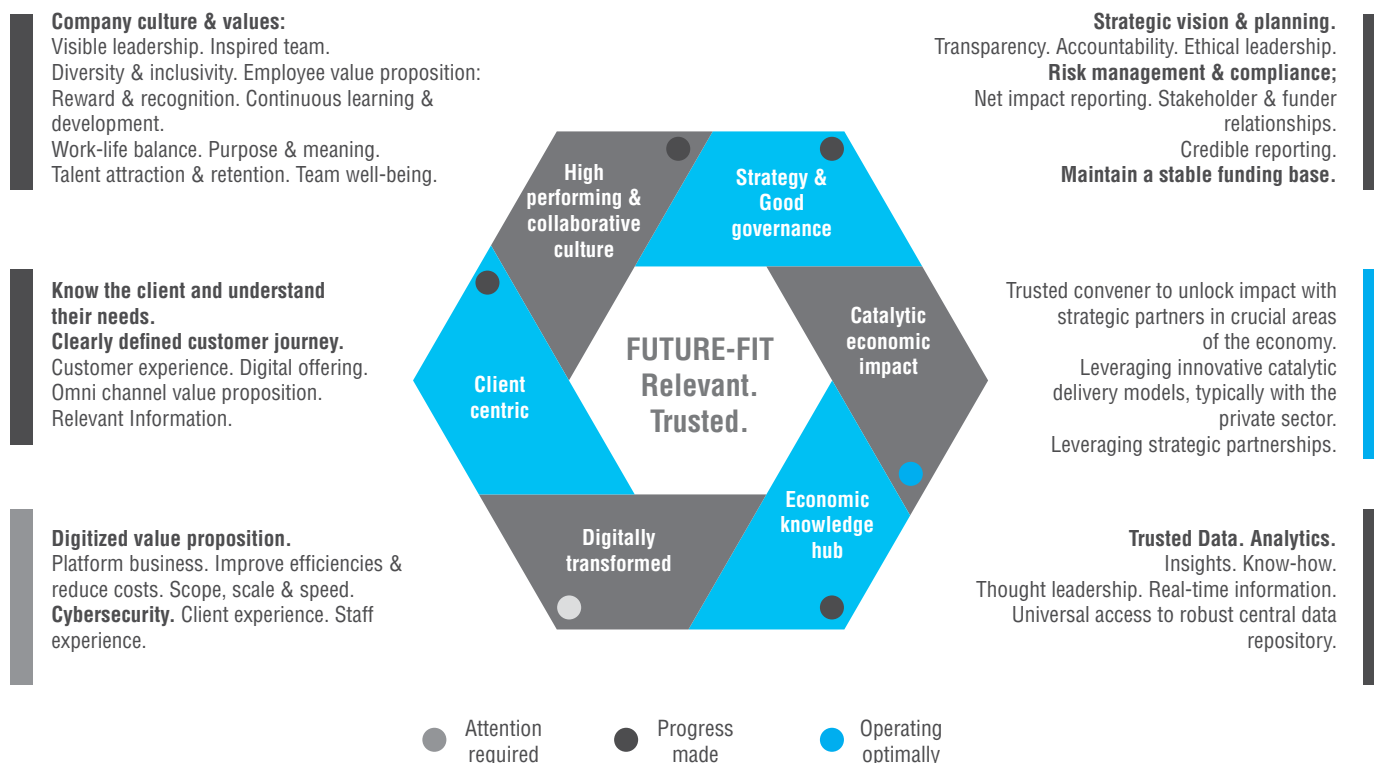 Company culture & values:
Visible leadership. Inspired team.
Diversity & inclusivity. Employee value proposition:
Reward & recognition. Continuous learning &
development.
Work-life balance. Purpose & meaning.
Talent attraction & retention. Team well-being.
Strategic vision & planning.
Transparency. Accountability. Ethical leadership.
Risk management & compliance;
Net impact reporting. Stakeholder & funder
relationships.
Credible reporting.
Maintain a stable funding base.
High
performing &
collaborative
culture
Strategy &
Good
governance
Know the client and understand
their needs.
Clearly defined customer journey.
Customer experience. Digital offering.
Omni channel value proposition.
Relevant Information.
Client
centric
FUTURE-FIT
Relevant.
Trusted.
Catalytic
economic
impact
Trusted convener to unlock impact with
strategic partners in crucial areas
of the economy.
Leveraging innovative catalytic
delivery models, typically with the
private sector.
Leveraging strategic partnerships.
Digitized value proposition.
Platform business. Improve efficiencies &
reduce costs. Scope, scale & speed.
Cybersecurity. Client experience. Staff
experience.
Digitally
transformed
Economic
knowledge
hub
Trusted Data. Analytics.
Insights. Know-how.
Thought leadership. Real-time information.
Universal access to robust central data
repository.
Attention
required
Progress
made
Operating
optimally